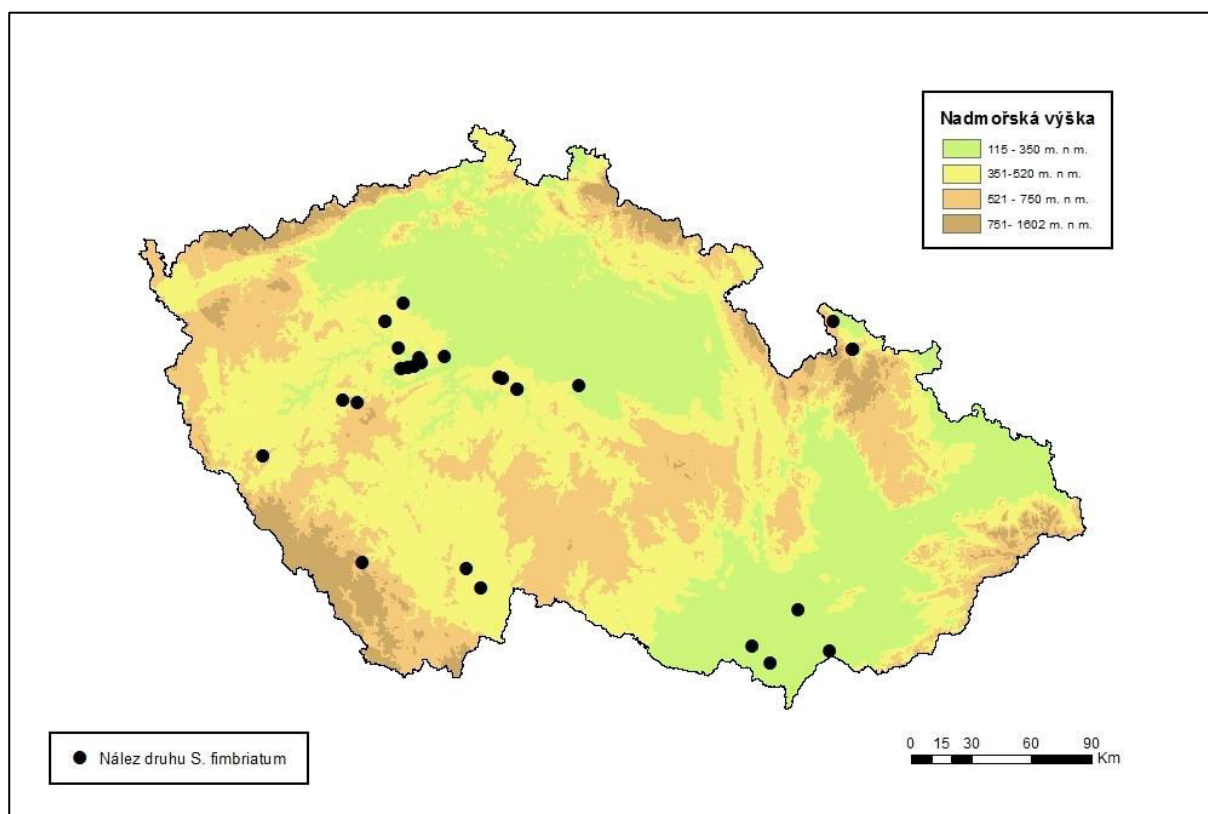 Nadmořská výška
115 - 350 m. n m.
351-520 m. n m.
521 - 750 m. n m.
751- 1602 m. n m.
Nález druhu S. fimbriatum
0 15 30 60 90
Km